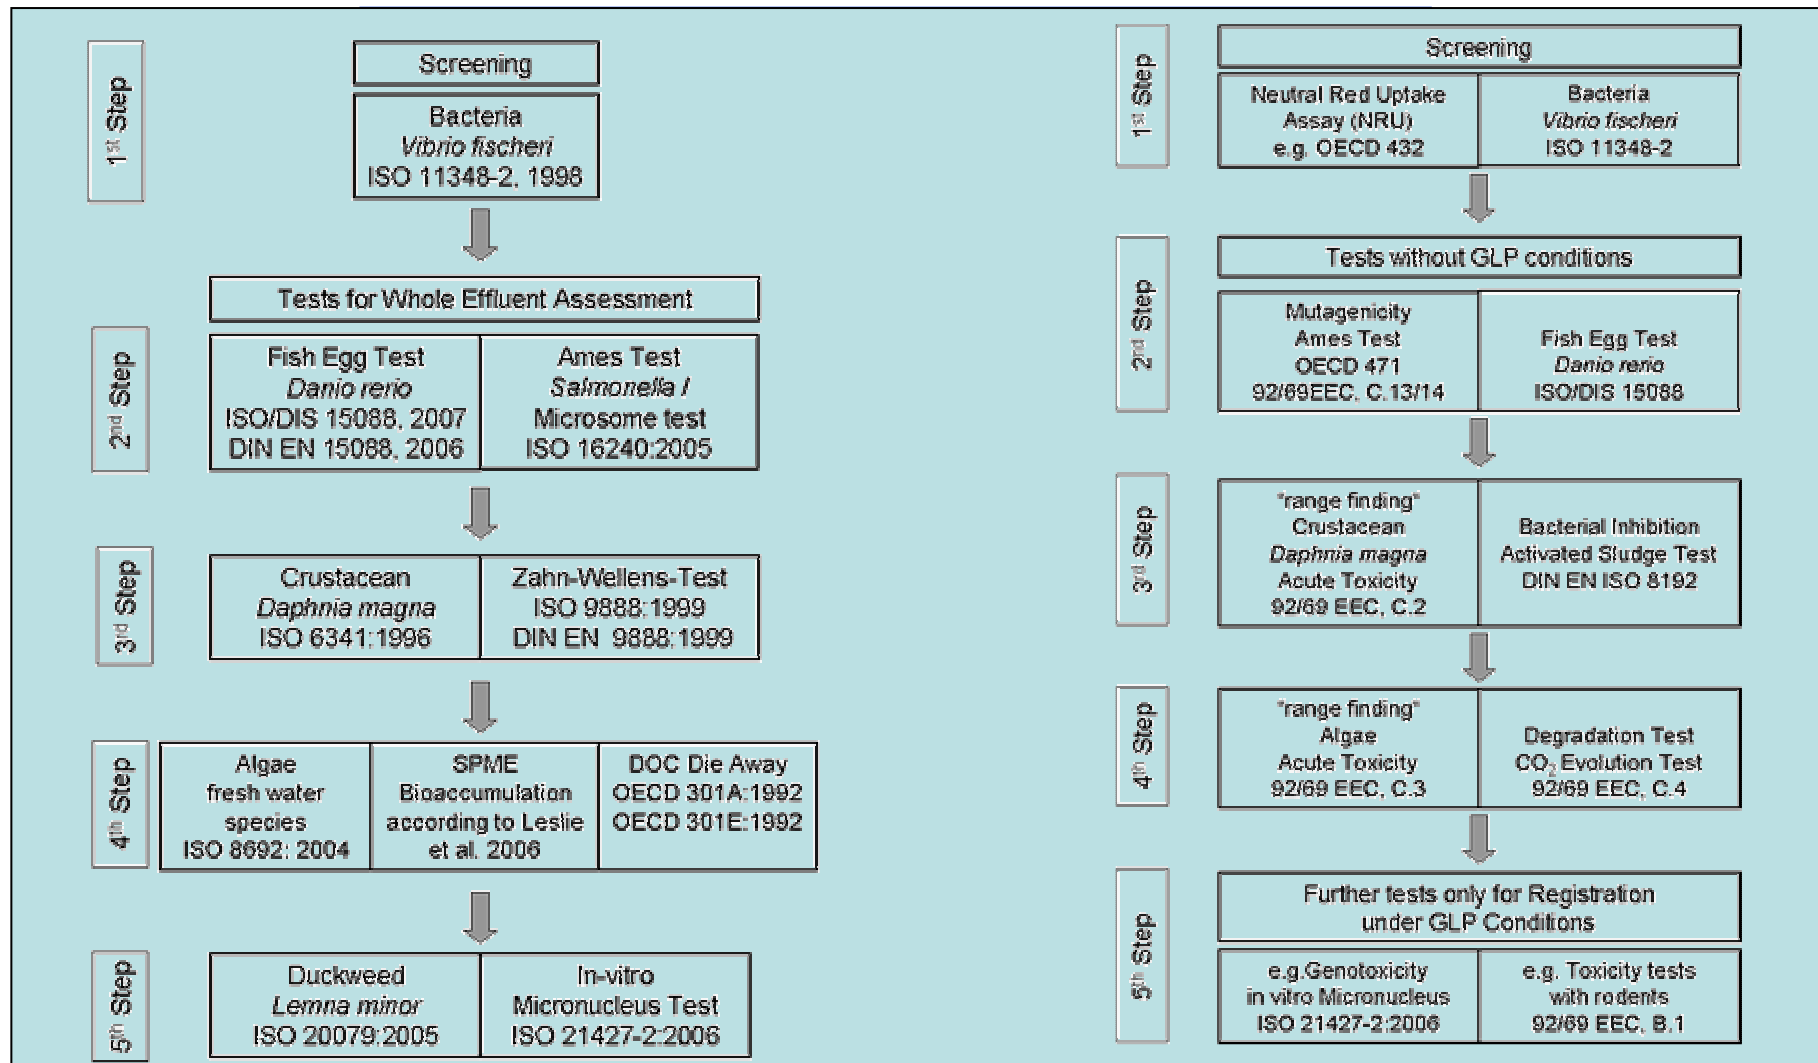 1st Step
Screening
Bacteria
Vibrio fischeri
ISO 11348-2, 1998
2nd Step
Tests for Whole Effluent Assessment
Fish Egg Test
Danio rerio
ISO/DIS 15088, 2007
DIN EN 15088, 2006
Ames Test
Salmonella /
Microsome test
ISO 16240:2005
3rd Step
Crustacean
Daphnia magna
ISO 6341:1996
Zahn-Wellens-Test
ISO 9888:1999
DIN EN 9888:1999
4th Step
Algae
fresh water
species
ISO 8692: 2004
SPME
Bioaccumulation
according to Leslie
et al. 2006
DOC Die Away
OECD 301A:1992
OECD 301E:1992
5th Step
Duckweed
Lemna minor
ISO 20079:2005
In-vitro
Micronucleus Test
ISO 21427-2:2006
1st Step
Screening
Neutral Red Uptake
Assay (NRU)
e.g. OECD 432
Bacteria
Vibrio fischeri
ISO 11348-2
2nd Step
Tests without GLP conditions
Mutagenicity
Ames Test
OECD 471
92/69EEC, C.13/14
Fish Egg Test
Danio rerio
ISO/DIS 15088
3rd Step
"range finding"
Crustacean
Daphnia magna
Acute Toxicity
92/69 EEC, C.2
Bacterial Inhibition
Activated Sludge Test
DIN EN ISO 8192
4th Step
"range finding"
Algae
Acute Toxicity
92/69 EEC, C.3
Degradation Test
CO2 Evolution Test
92/69 EEC, C.4
5th Step
Further tests only for Registration
under GLP Conditions
e.g.Genotoxicity
in vitro Micronucleus
ISO 21427-2:2006
e.g. Toxicity tests
with rodents
92/69 EEC, B.1